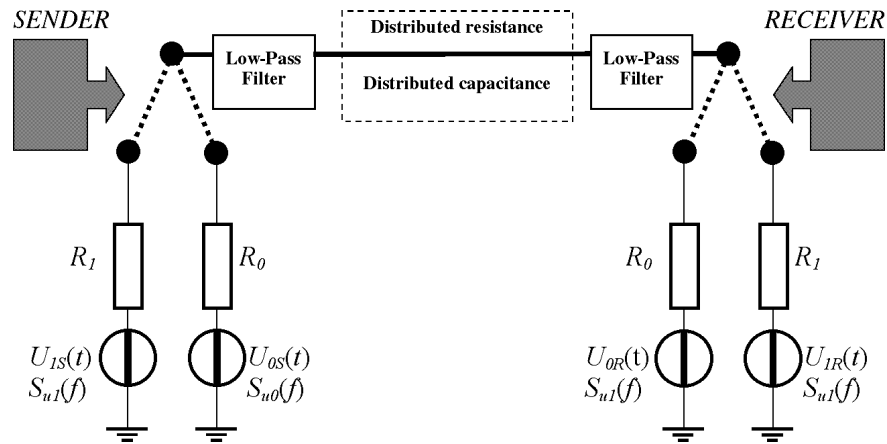 SENDER
RECEIVER
Low-Pass
Filter
Distributed resistance
Distributed capacitance
Low-Pass
Filter
R1
R0
R0
R1
U1S(t)
Su1(f)
U0S(t)
Su0(f)
U0R(t)
Su1(f)
U1R(t)
Su1(f)